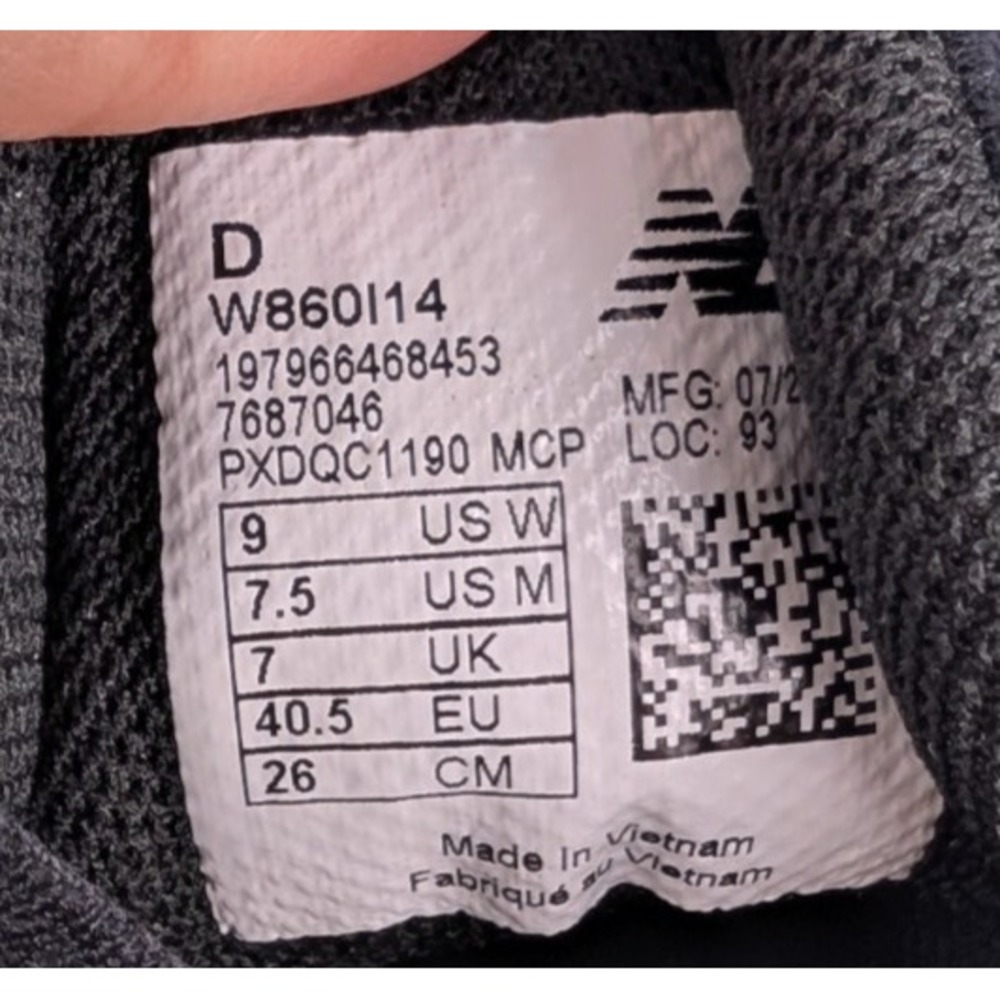 D
W860I14
197966468453
7687046
PXDQC1190 MCP
MFG: 07/2
LOC: 93
9 US W
7.5 US M
7 UK
40.5 EU
26 CM
Made in Vietnam
Fabriqué au Vietnam